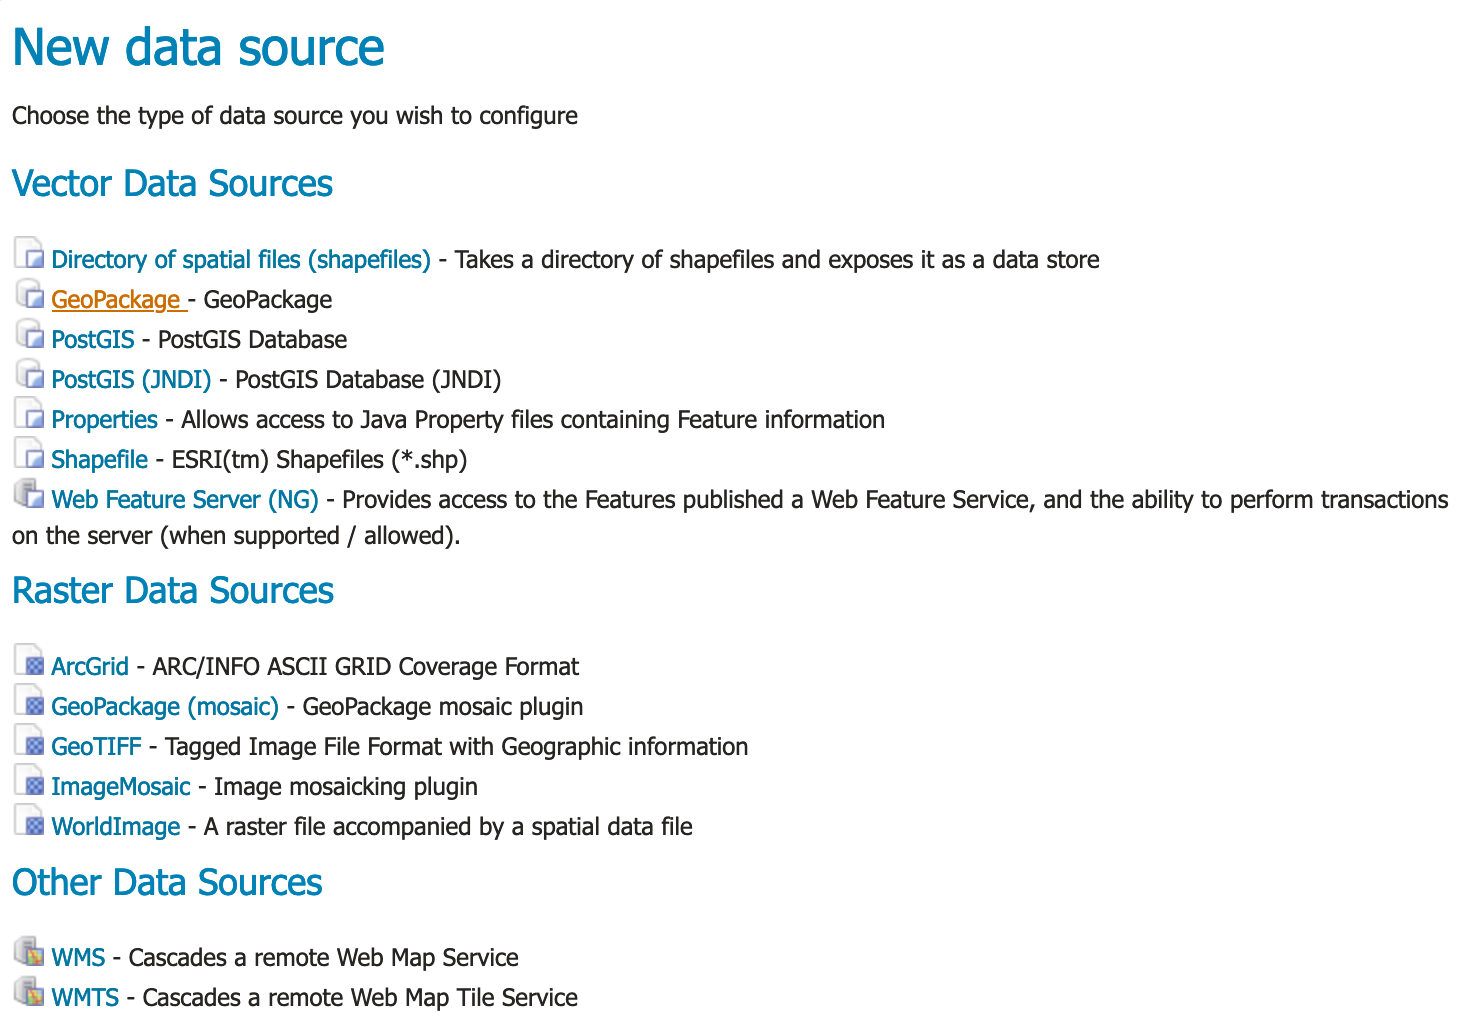 New data source
Choose the type of data source you wish to configure
Vector Data Sources
Directory of spatial files (shapefiles) - Takes a directory of shapefiles and exposes it as a data store
GeoPackage - GeoPackage
PostGIS - PostGIS Database
PostGIS (JNDI) - PostGIS Database (JNDI)
Properties - Allows access to Java Property files containing Feature information
Shapefile - ESRI(tm) Shapefiles (*.shp)
Web Feature Server (NG) - Provides access to the Features published a Web Feature Service, and the ability to perform transactions
on the server (when supported / allowed).
Raster Data Sources
ArcGrid - ARC/INFO ASCII GRID Coverage Format
GeoPackage (mosaic) - GeoPackage mosaic plugin
GeoTIFF - Tagged Image File Format with Geographic information
ImageMosaic - Image mosaicking plugin
WorldImage - A raster file accompanied by a spatial data file
Other Data Sources
WMS - Cascades a remote Web Map Service
WMTS - Cascades a remote Web Map Tile Service